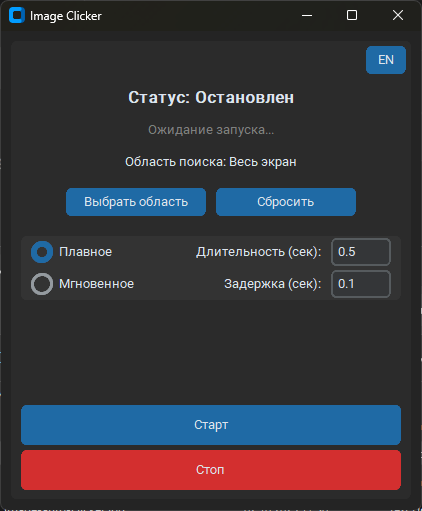 Image Clicker
EN
Статус: Остановлен
Ожидание запуска...
Область поиска: Весь экран
Выбрать область Сбросить
Плавное Длительность (сек): 0.5
Мгновенное Задержка (сек): 0.1
Старт
Стоп